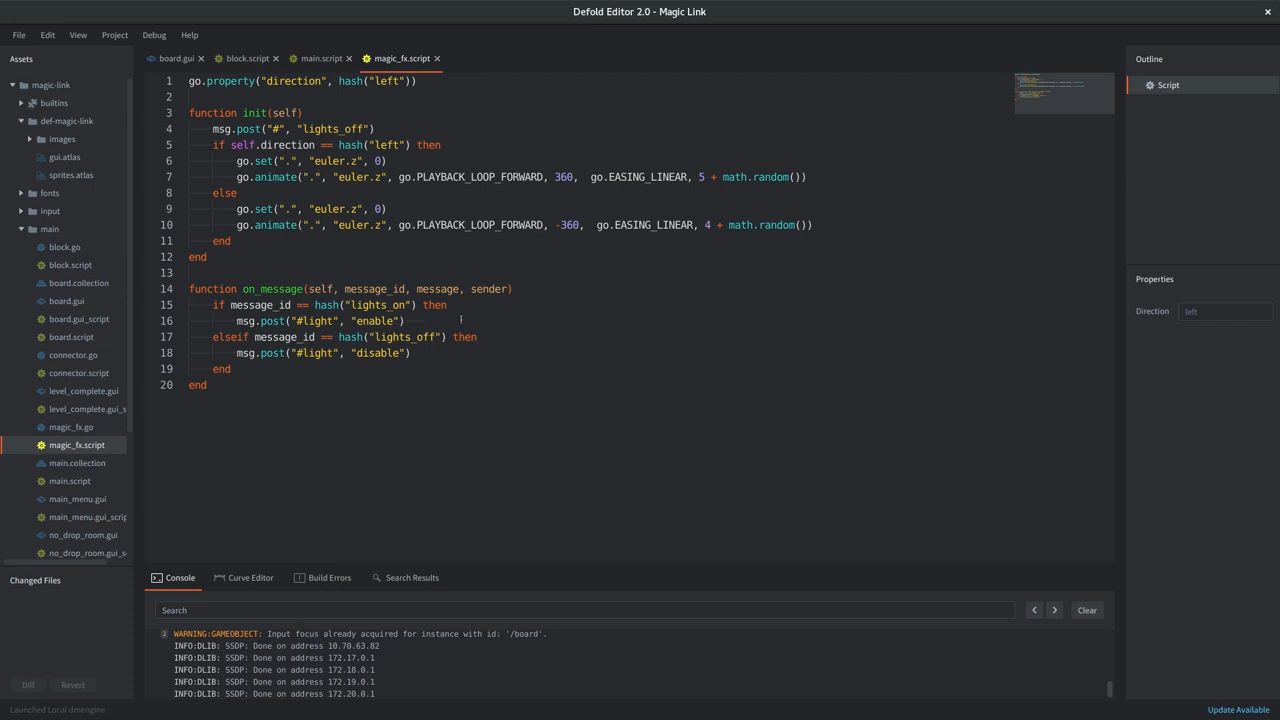 Defold Editor 2.0 - Magic Link
File Edit View Project Debug Help
Assets
magic-link
builtins
def-magic-link
images
gui.atlas
sprites.atlas
fonts
input
main
block.go
block.script
board.collection
board.gui
board.gui_script
board.script
connector.go
connector.script
level_complete.gui
level_complete.gui_s
magic_fx.go
magic_fx.script
main.collection
main.script
main_menu.gui
main_menu.gui_scrip
no_drop_room.gui
no_drop_room.gui_s
Changed Files
Diff Revert
Launched Local dmengine
board.gui block.script main.script magic_fx.script
1 go.property("direction", hash("left"))
2
3 function init(self)
4 msg.post("#", "lights_off")
5 if self.direction == hash("left") then
6 go.set(".", "euler.z", 0)
7 go.animate(".", "euler.z", go.PLAYBACK_LOOP_FORWARD, 360, go.EASING_LINEAR, 5 + math.random())
8 else
9 go.set(".", "euler.z", 0)
10 go.animate(".", "euler.z", go.PLAYBACK_LOOP_FORWARD, -360, go.EASING_LINEAR, 4 + math.random())
11 end
12 end
13
14 function on_message(self, message_id, message, sender)
15 if message_id == hash("lights_on") then
16 msg.post("#light", "enable")
17 elseif message_id == hash("lights_off") then
18 msg.post("#light", "disable")
19 end
20 end
Console Curve Editor Build Errors Search Results
Search
Clear
2 WARNING:GAMEOBJECT: Input focus already acquired for instance with id: '/board'.
INFO:DLIB: SSDP: Done on address 10.70.63.82
INFO:DLIB: SSDP: Done on address 172.17.0.1
INFO:DLIB: SSDP: Done on address 172.18.0.1
INFO:DLIB: SSDP: Done on address 172.19.0.1
INFO:DLIB: SSDP: Done on address 172.20.0.1
Outline
Script
Properties
Direction left
Update Available